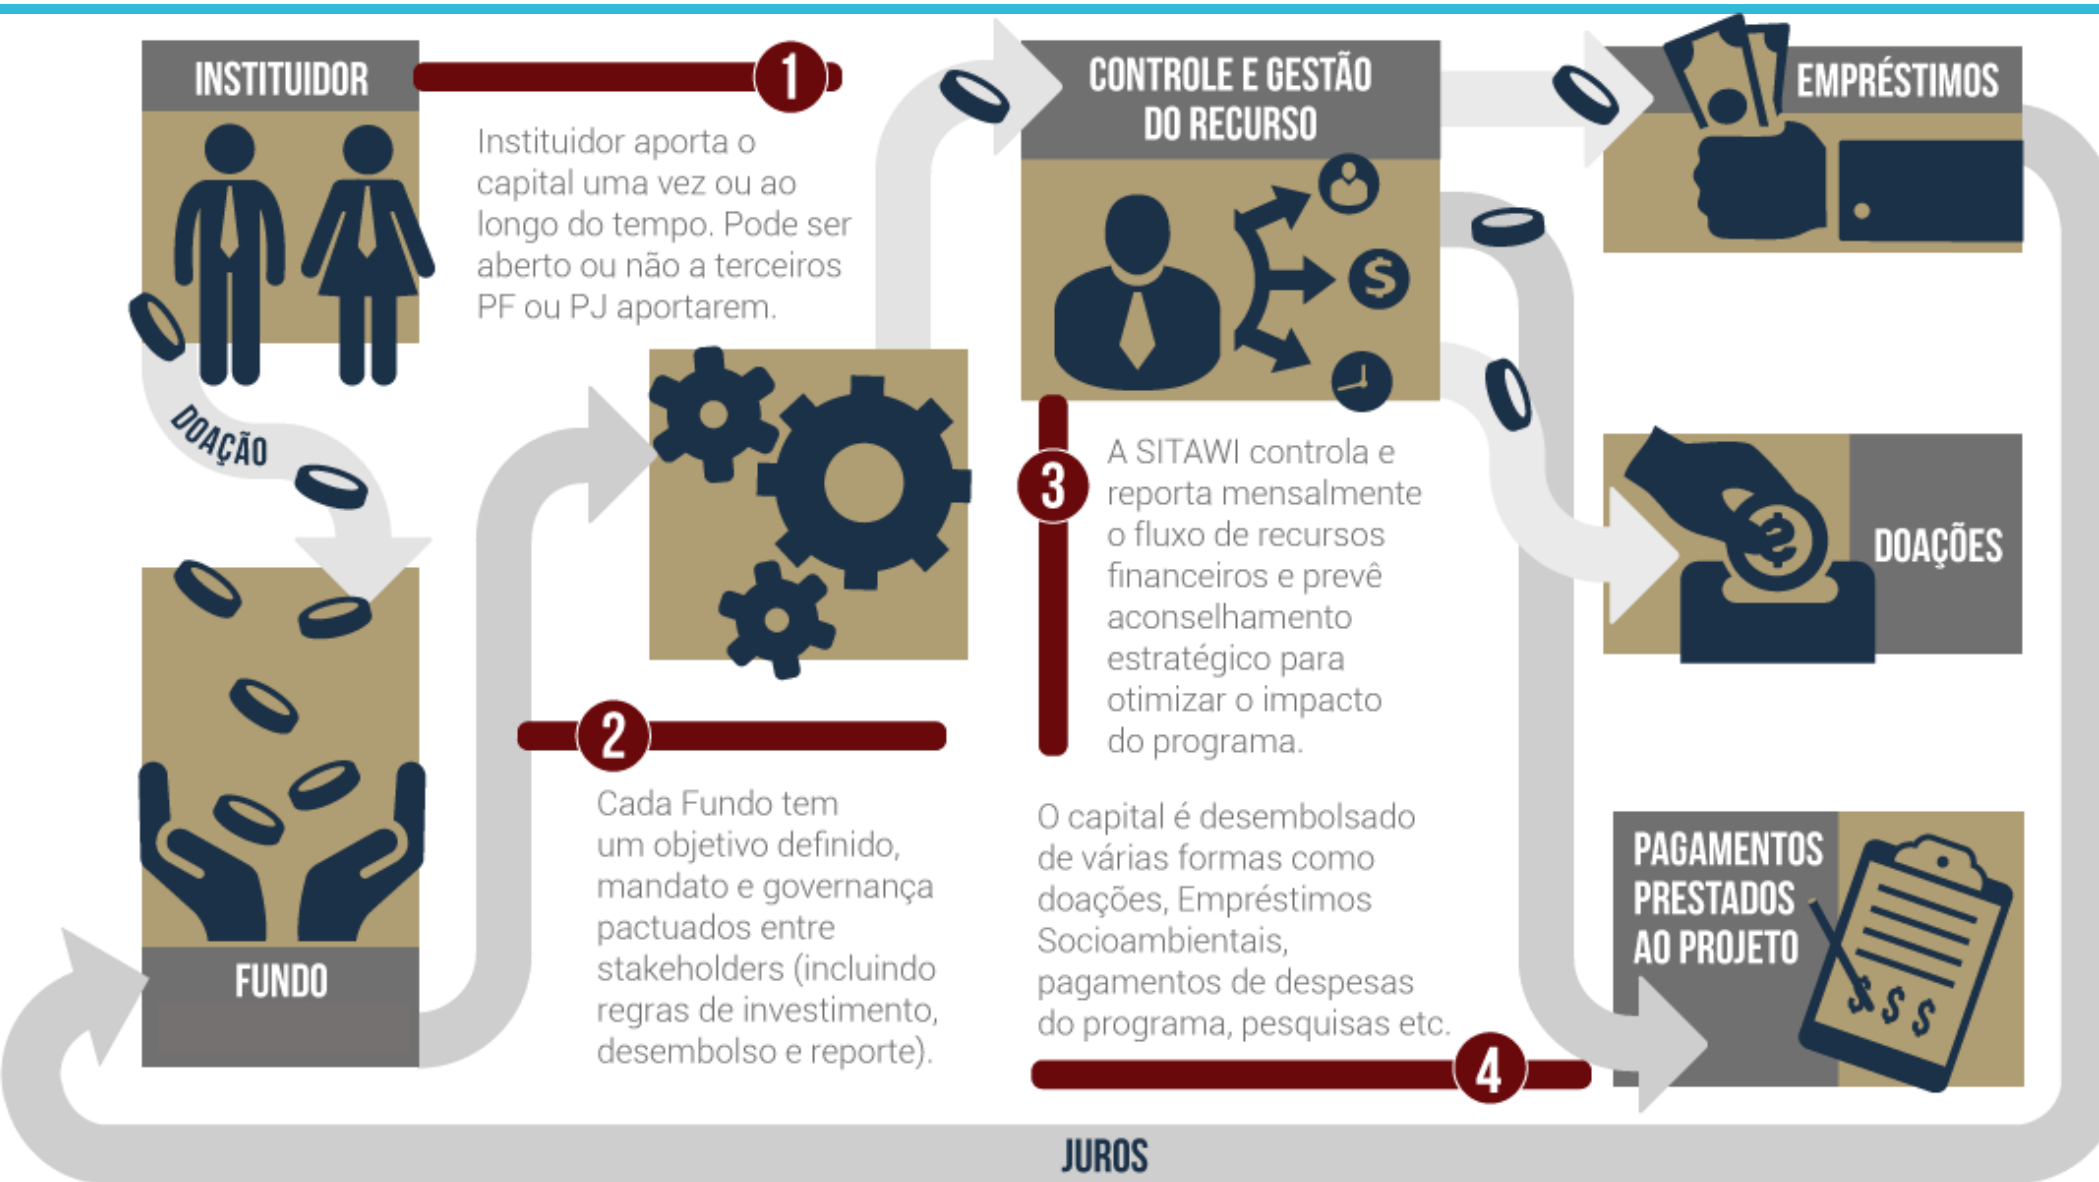 INSTITUIDOR
1
Instituidor aporta o
capital uma vez ou ao
longo do tempo. Pode ser
aberto ou não a terceiros
PF ou PJ aportarem.
DOAÇÃO
FUNDO
2
Cada Fundo tem
um objetivo definido,
mandato e governança
pactuados entre
stakeholders (incluindo
regras de investimento,
desembolso e reporte).
CONTROLE E GESTÃO
DO RECURSO
$
3
A SITAWI controla e
reporta mensalmente
o fluxo de recursos
financeiros e prevê
aconselhamento
estratégico para
otimizar o impacto
do programa.
O capital é desembolsado
de várias formas como
doações, Empréstimos
Socioambientais,
pagamentos de despesas
do programa, pesquisas etc.
4
EMPRÉSTIMOS
$
DOAÇÕES
PAGAMENTOS
PRESTADOS
AO PROJETO
$ $ $
JUROS